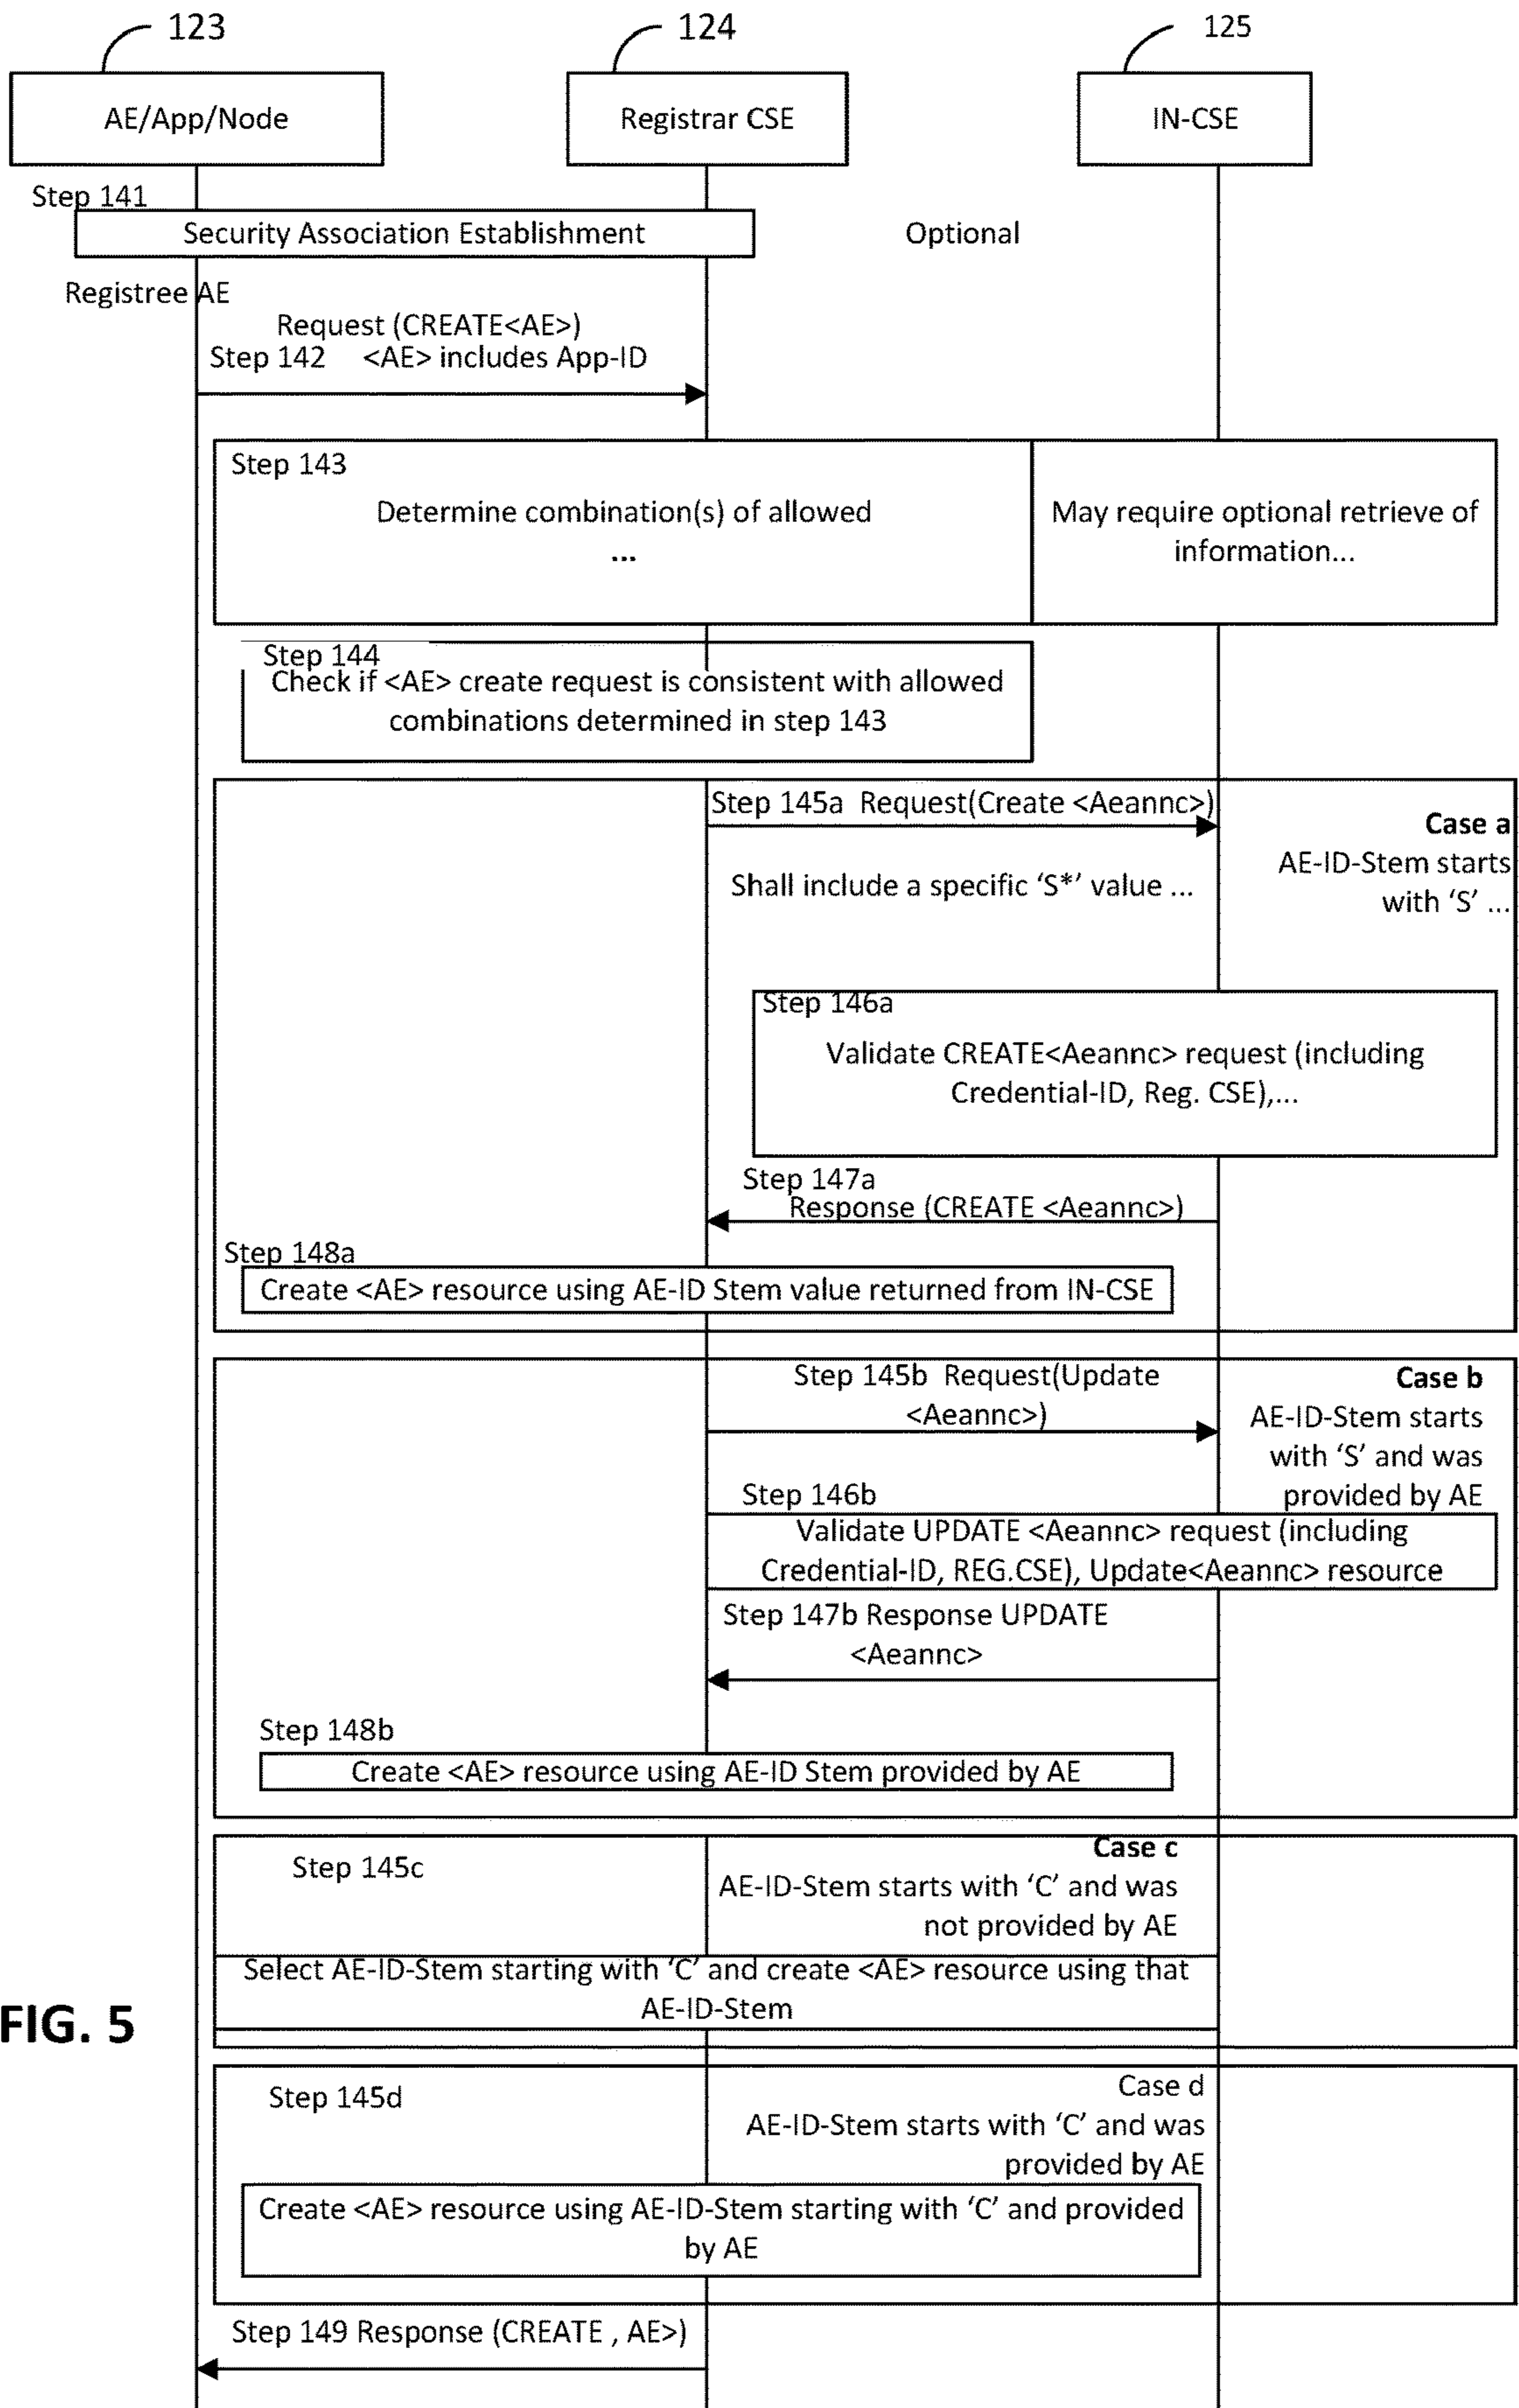 123
124
125
AE/App/Node
Registrar CSE
IN-CSE
Step 141
Security Association Establishment
Optional
Registree AE
Request (CREATE<AE>)
Step 142 <AE> includes App-ID
Step 143
Determine combination(s) of allowed
...
May require optional retrieve of
information...
Step 144
Check if <AE> create request is consistent with allowed
combinations determined in step 143
Step 145a Request(Create <Aeannc>)
Case a
AE-ID-Stem starts
with ‘S’ ...
Shall include a specific ‘S*’ value ...
Step 146a
Validate CREATE<Aeannc> request (including
Credential-ID, Reg. CSE),...
Step 147a
Response (CREATE <Aeannc>)
Step 148a
Create <AE> resource using AE-ID Stem value returned from IN-CSE
Step 145b Request(Update
<Aeannc>)
Case b
AE-ID-Stem starts
with ‘S’ and was
provided by AE
Step 146b
Validate UPDATE <Aeannc> request (including
Credential-ID, REG.CSE), Update<Aeannc> resource
Step 147b Response UPDATE
<Aeannc>
Step 148b
Create <AE> resource using AE-ID Stem provided by AE
Case c
Step 145c
AE-ID-Stem starts with ‘C’ and was
not provided by AE
Select AE-ID-Stem starting with ‘C’ and create <AE> resource using that
AE-ID-Stem
FIG. 5
Case d
Step 145d
AE-ID-Stem starts with ‘C’ and was
provided by AE
Create <AE> resource using AE-ID-Stem starting with ‘C’ and provided
by AE
Step 149 Response (CREATE , AE>)